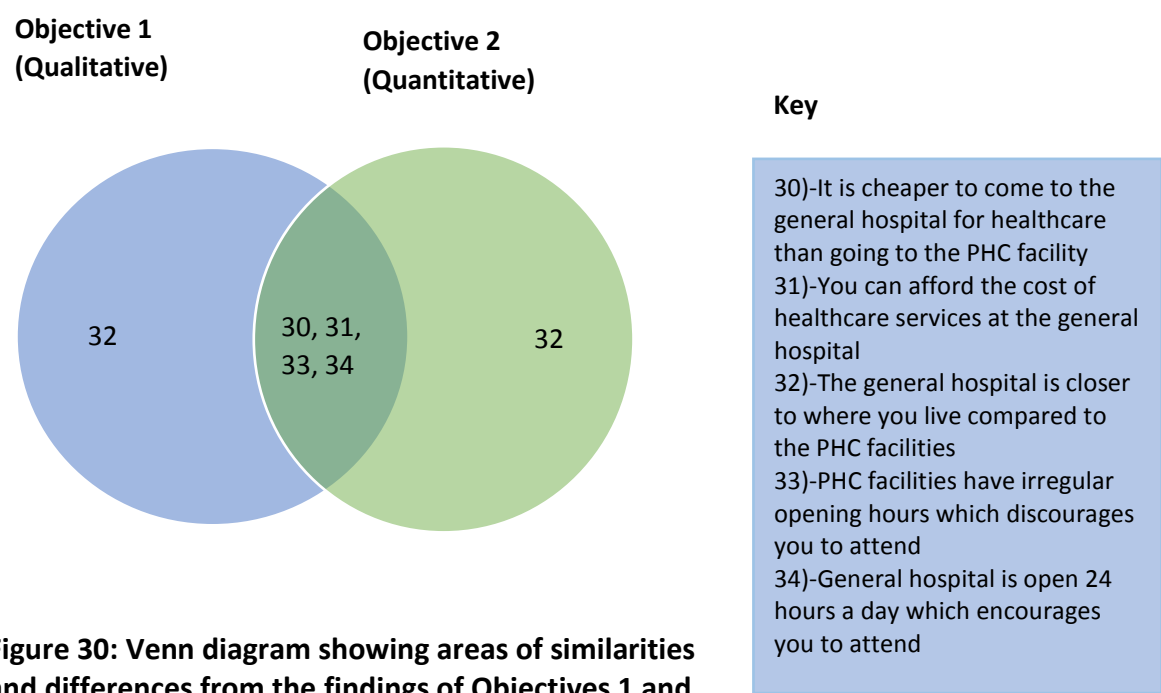 Objective 1
(Qualitative)
Objective 2
(Quantitative)
Key
32
30, 31,
33, 34
32
30)-It is cheaper to come to the
general hospital for healthcare
than going to the PHC facility
31)-You can afford the cost of
healthcare services at the general
hospital
32)-The general hospital is closer
to where you live compared to
the PHC facilities
33)-PHC facilities have irregular
opening hours which discourages
you to attend
34)-General hospital is open 24
hours a day which encourages
you to attend
Figure 30: Venn diagram showing areas of similarities
and differences from the findings of Objectives 1 and